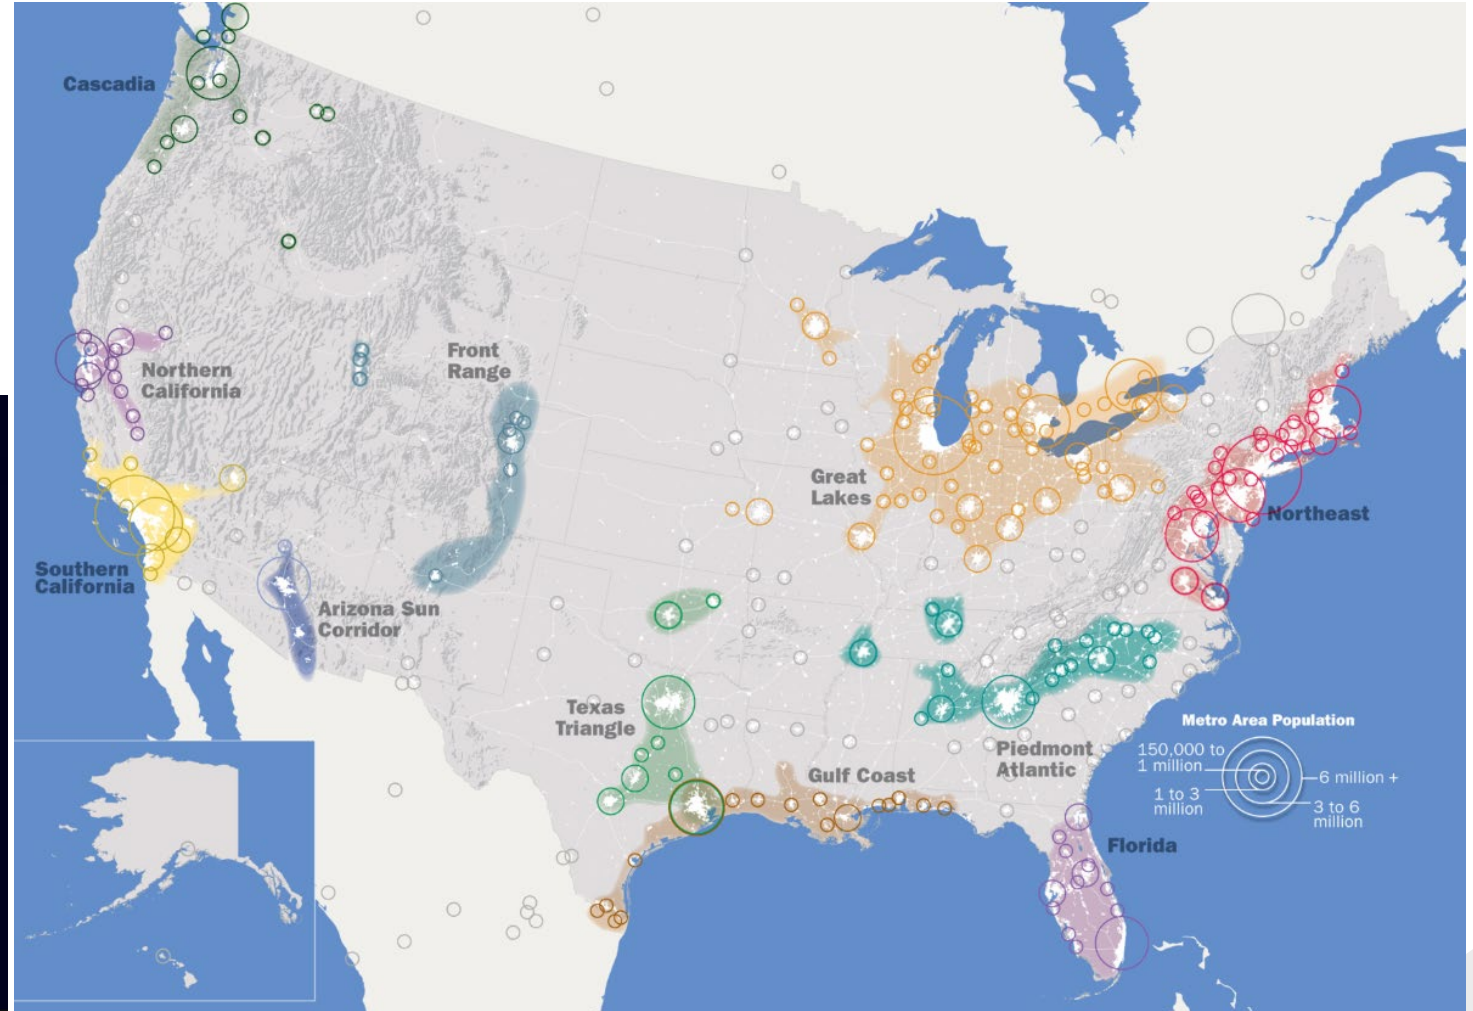 Cascadia
Northern
California
Front
Range
Great
Lakes
Northeast
Southern
California
Arizona Sun
Corridor
Texas
Triangle
Gulf Coast
Piedmont
Atlantic
Florida
Metro Area Population
150,000 to
1 million
1 to 3
million
6 million +
3 to 6
million